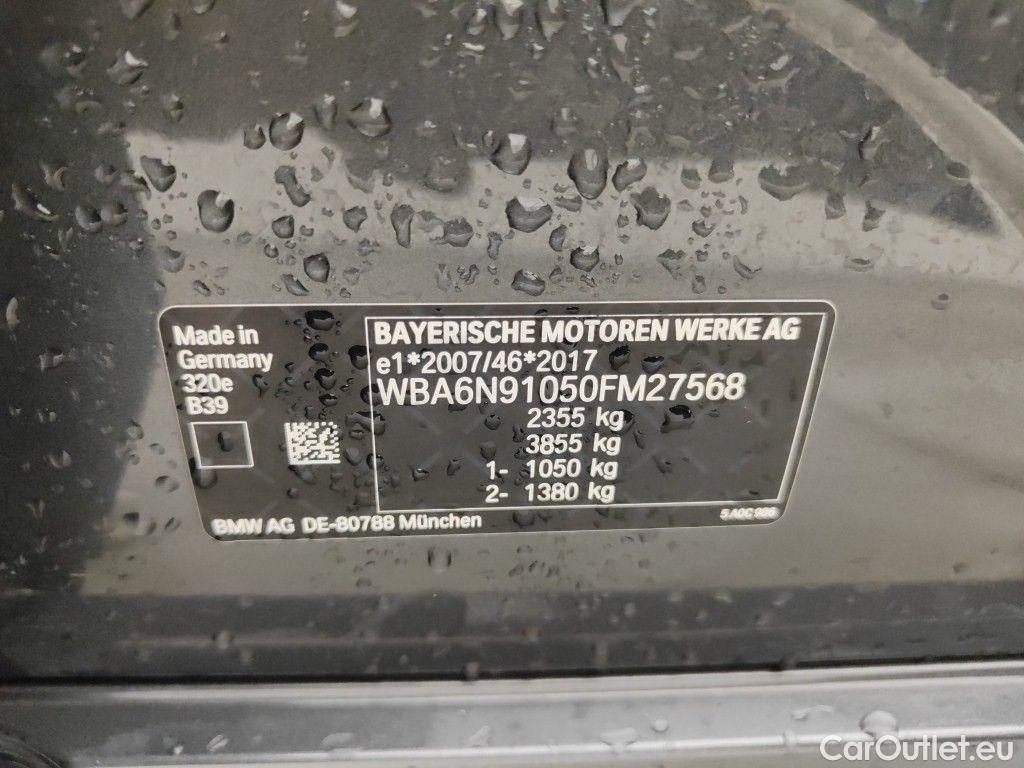 Made in
Germany
320e
B39
BAYERISCHE MOTOREN WERKE AG
e1*2007/46*2017
WBA6N91050FM27568
2355 kg
3855 kg
1- 1050 kg
2- 1380 kg
BMW AG DE-80788 München
CarOutlet.eu